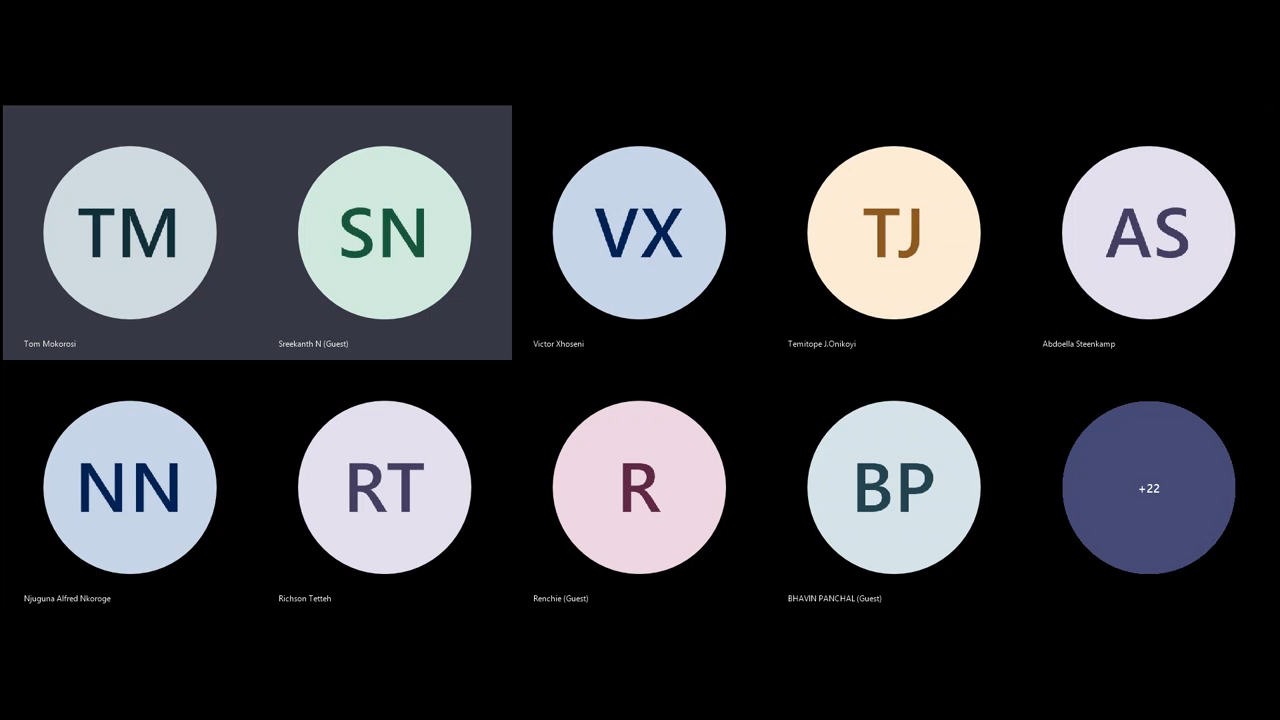 TM
SN
VX
TJ
AS
Tom Mokorosi
Sreekanth N (Guest)
Victor Xhoseni
Temitope J.Onikoyi
Abdoella Steenkamp
NN
RT
R
BP
+22
Njuguna Alfred Nkoroge
Richson Tetteh
Renchie (Guest)
BHAVIN PANCHAL (Guest)